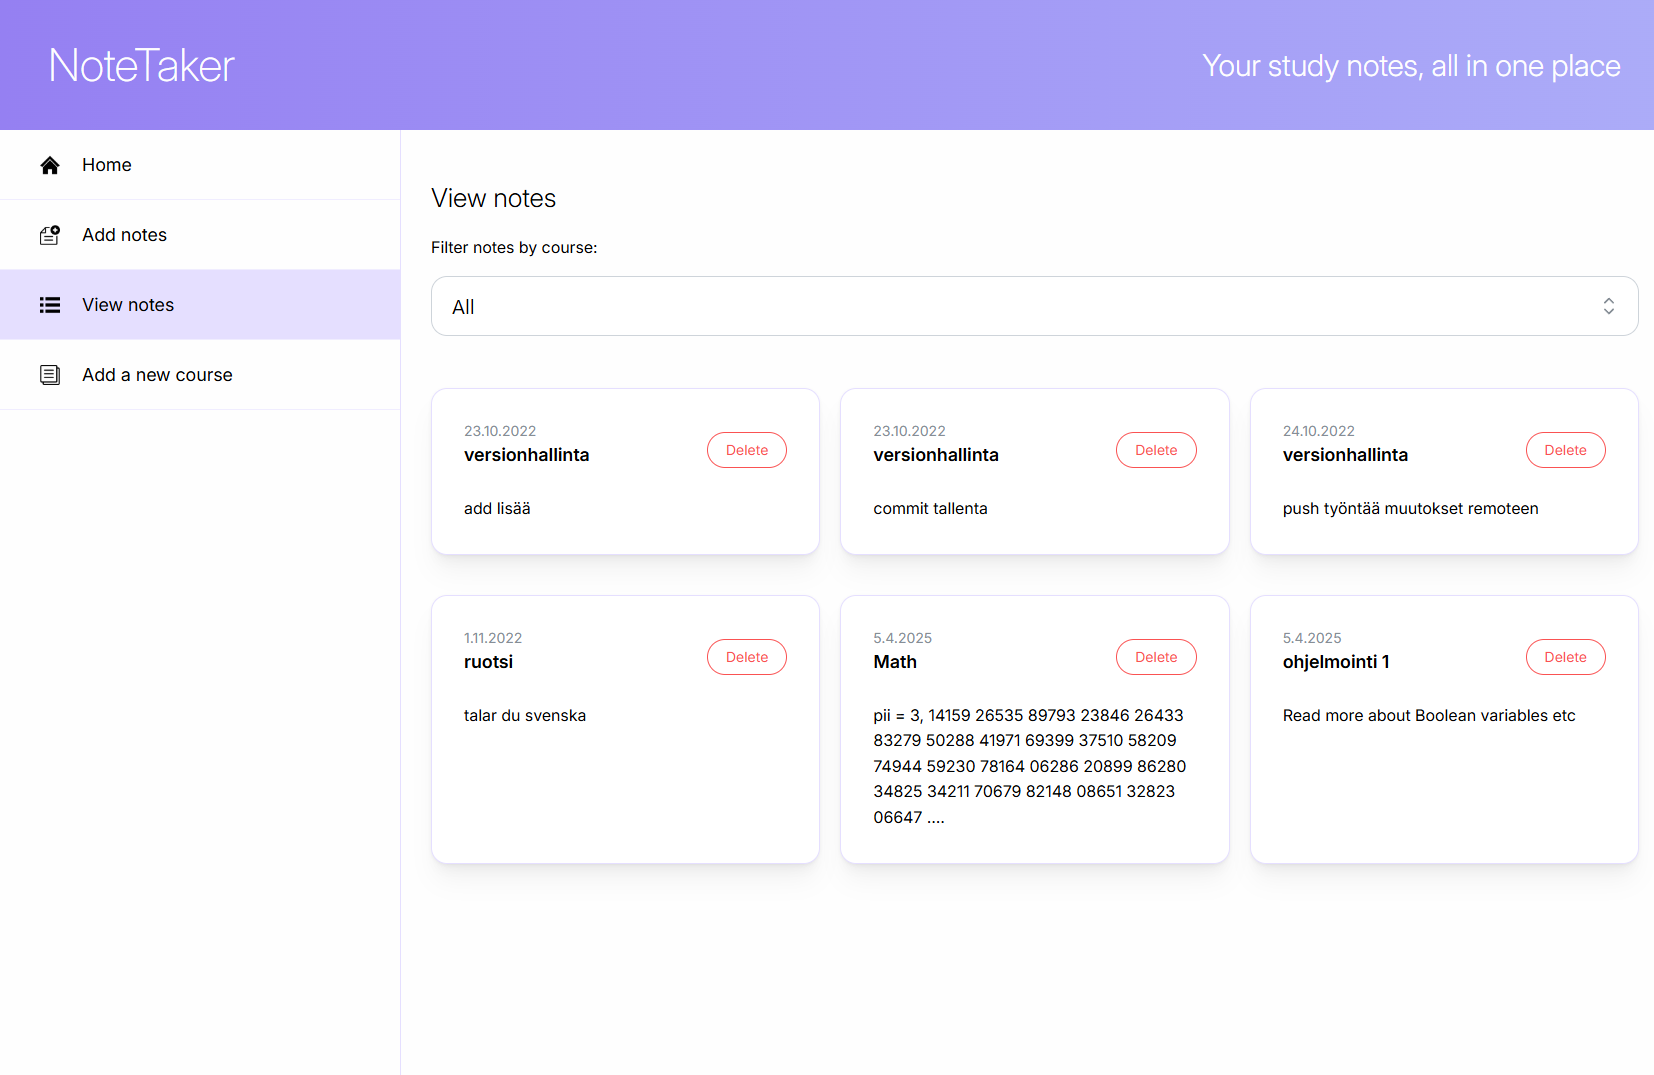 NoteTaker
Your study notes, all in one place
Home
Add notes
View notes
Add a new course
View notes
Filter notes by course:
All
23.10.2022
versionhallinta
Delete
add lisää
23.10.2022
versionhallinta
Delete
commit tallenta
24.10.2022
versionhallinta
Delete
push työntää muutokset remoteen
1.11.2022
ruotsi
Delete
talar du svenska
5.4.2025
Math
Delete
pii = 3, 14159 26535 89793 23846 26433
83279 50288 41971 69399 37510 58209
74944 59230 78164 06286 20899 86280
34825 34211 70679 82148 08651 32823
06647 ....
5.4.2025
ohjelmointi 1
Delete
Read more about Boolean variables etc